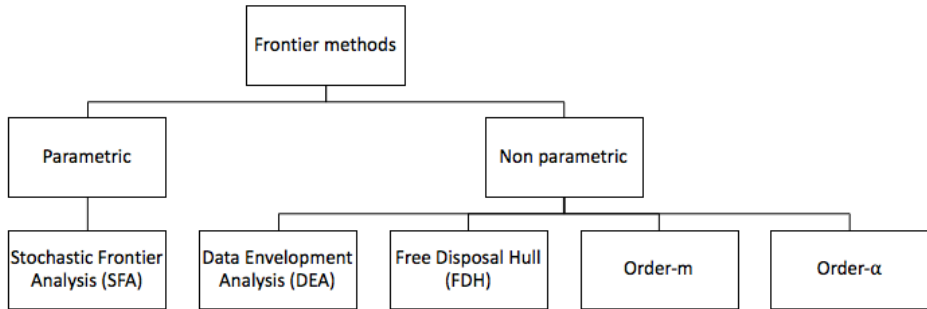 Frontier methods
Parametric
Non parametric
Stochastic Frontier
Analysis (SFA)
Data Envelopment
Analysis (DEA)
Free Disposal Hull
(FDH)
Order-m
Order-α